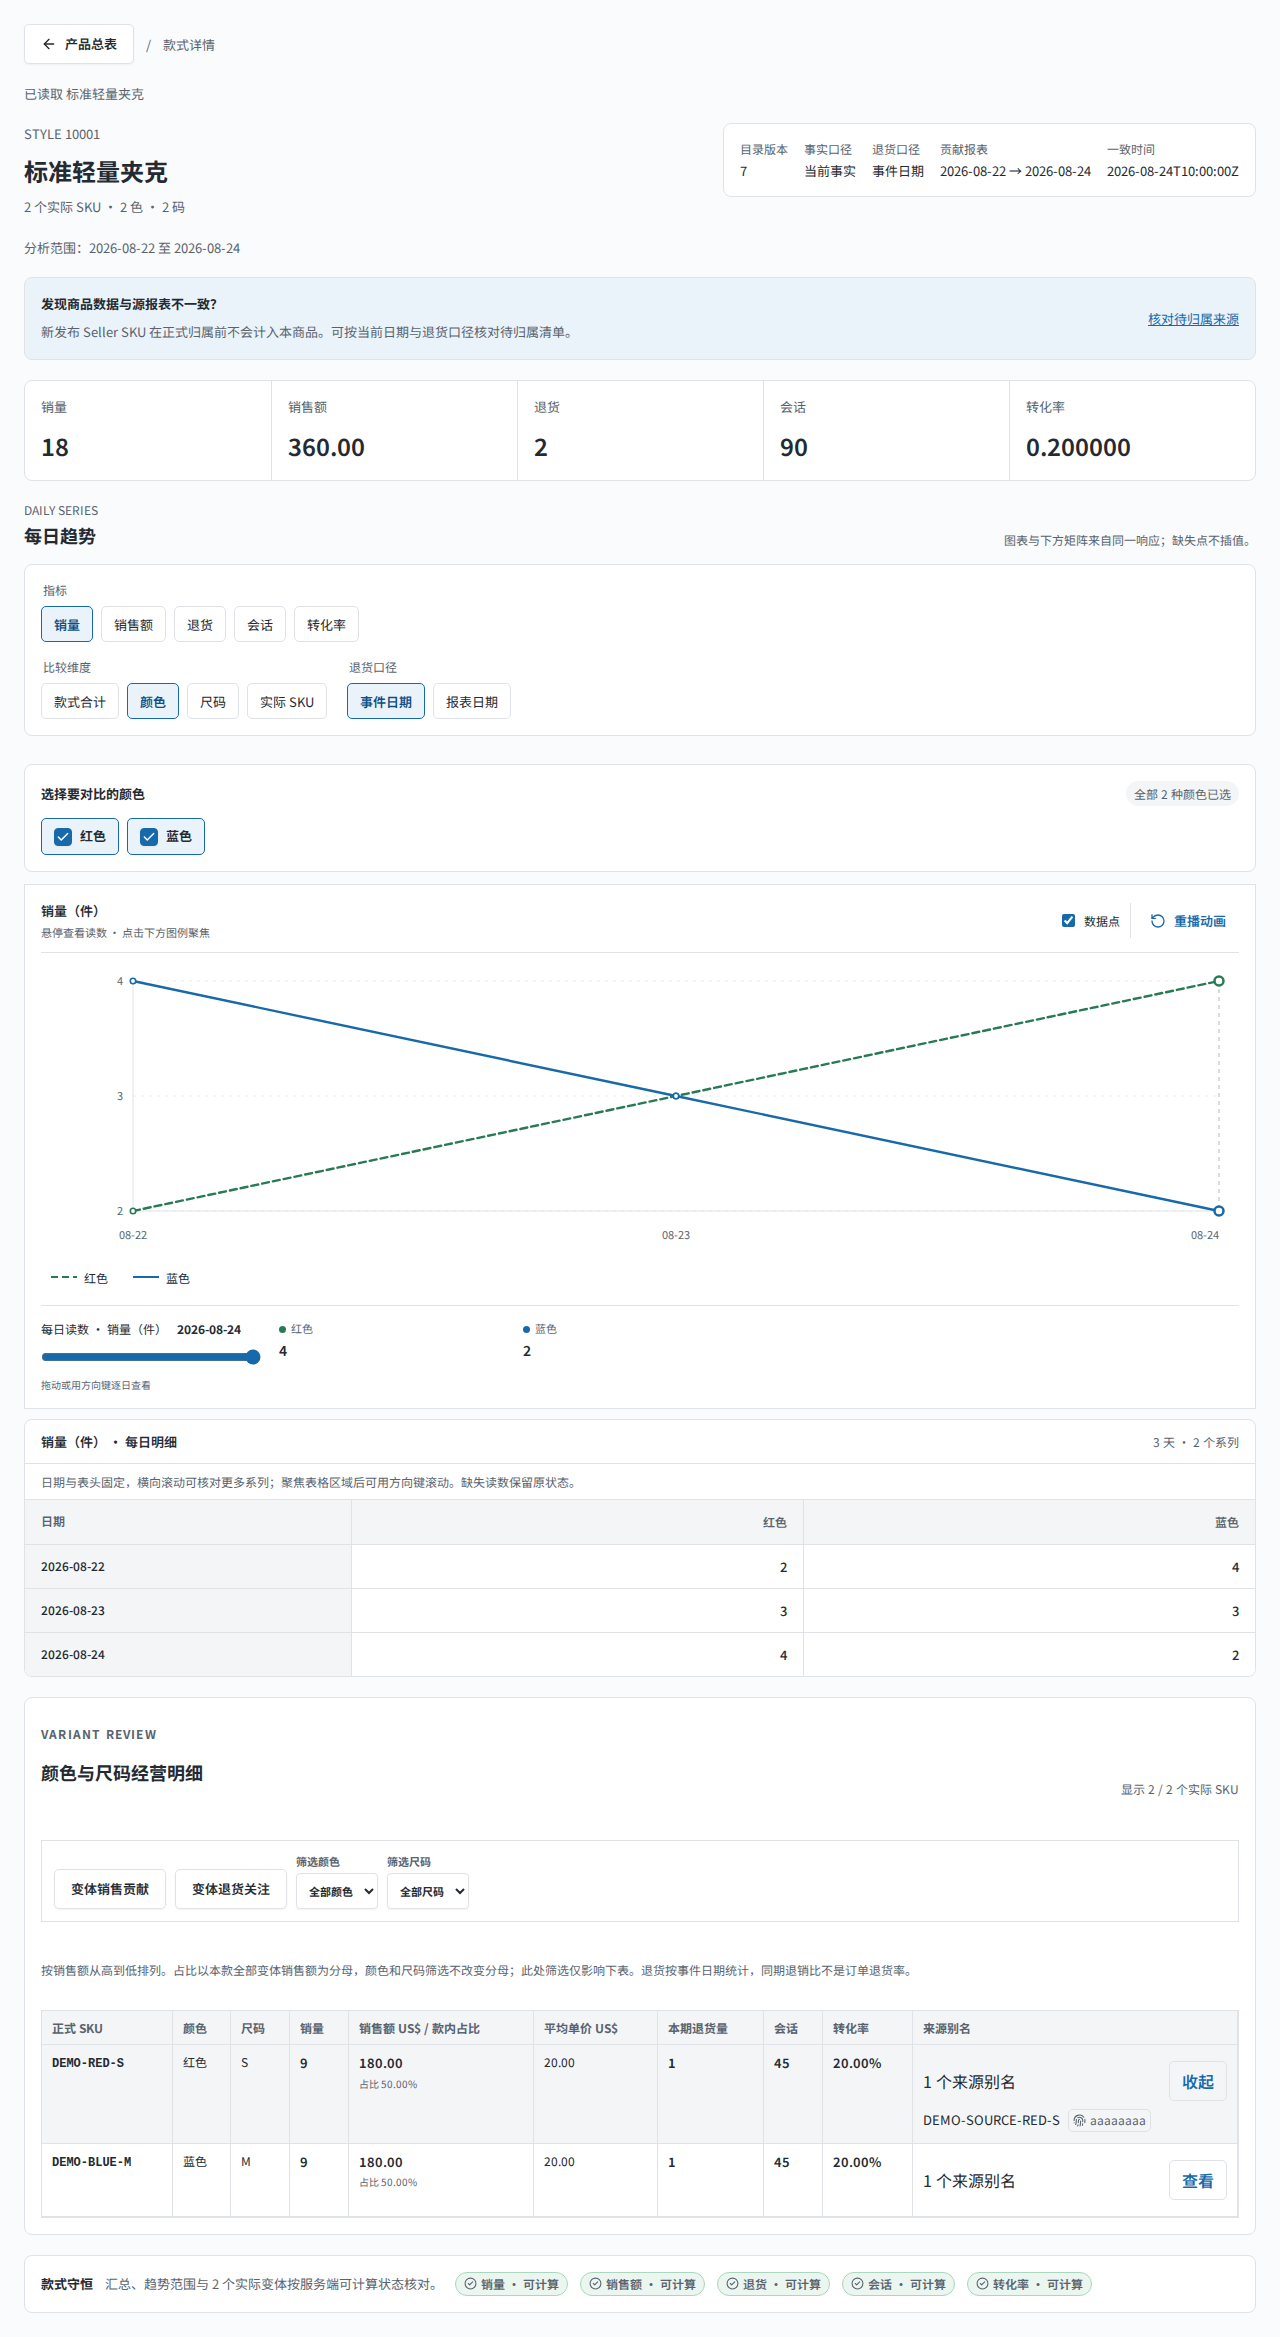 产品总表 / 款式详情
已读取 标准轻量夹克
STYLE 10001
标准轻量夹克
2 个实际 SKU · 2 色 · 2 码
目录版本 事实口径 退货口径 贡献报表 一致时间
7 当前事实 事件日期 2026-08-22 → 2026-08-24 2026-08-24T10:00:00Z
分析范围：2026-08-22 至 2026-08-24
发现商品数据与源报表不一致？
新发布 Seller SKU 在正式归属前不会计入本商品。可按当前日期与退货口径核对待归属清单。
核对待归属来源
销量 销售额 退货 会话 转化率
18 360.00 2 90 0.200000
DAILY SERIES
每日趋势
图表与下方矩阵来自同一响应；缺失点不插值。
指标
销量 销售额 退货 会话 转化率
比较维度 退货口径
款式合计 颜色 尺码 实际 SKU 事件日期 报表日期
选择要对比的颜色 全部 2 种颜色已选
红色 蓝色
销量（件）
悬停查看读数 · 点击下方图例聚焦
数据点 重播动画
4
3
2
08-22 08-23 08-24
红色 蓝色
每日读数 · 销量（件） 2026-08-24 红色 蓝色
4 2
拖动或用方向键逐日查看
销量（件） · 每日明细 3 天 · 2 个系列
日期与表头固定，横向滚动可核对更多系列；聚焦表格区域后可用方向键滚动。缺失读数保留原状态。
日期 红色 蓝色
2026-08-22 2 4
2026-08-23 3 3
2026-08-24 4 2
VARIANT REVIEW
颜色与尺码经营明细
显示 2 / 2 个实际 SKU
筛选颜色 筛选尺码
变体销售贡献 变体退货关注 全部颜色 全部尺码
按销售额从高到低排列。占比以本款全部变体销售额为分母，颜色和尺码筛选不改变分母；此处筛选仅影响下表。退货按事件日期统计，同期退销比不是订单退货率。
正式 SKU 颜色 尺码 销量 销售额 US$ / 款内占比 平均单价 US$ 本期退货量 会话 转化率 来源别名
DEMO-RED-S 红色 S 9 180.00 20.00 1 45 20.00%
占比 50.00%
1 个来源别名 收起
DEMO-SOURCE-RED-S aaaaaaaa
DEMO-BLUE-M 蓝色 M 9 180.00 20.00 1 45 20.00%
占比 50.00%
1 个来源别名 查看
款式守恒 汇总、趋势范围与 2 个实际变体按服务端可计算状态核对。 销量 · 可计算 销售额 · 可计算 退货 · 可计算 会话 · 可计算 转化率 · 可计算